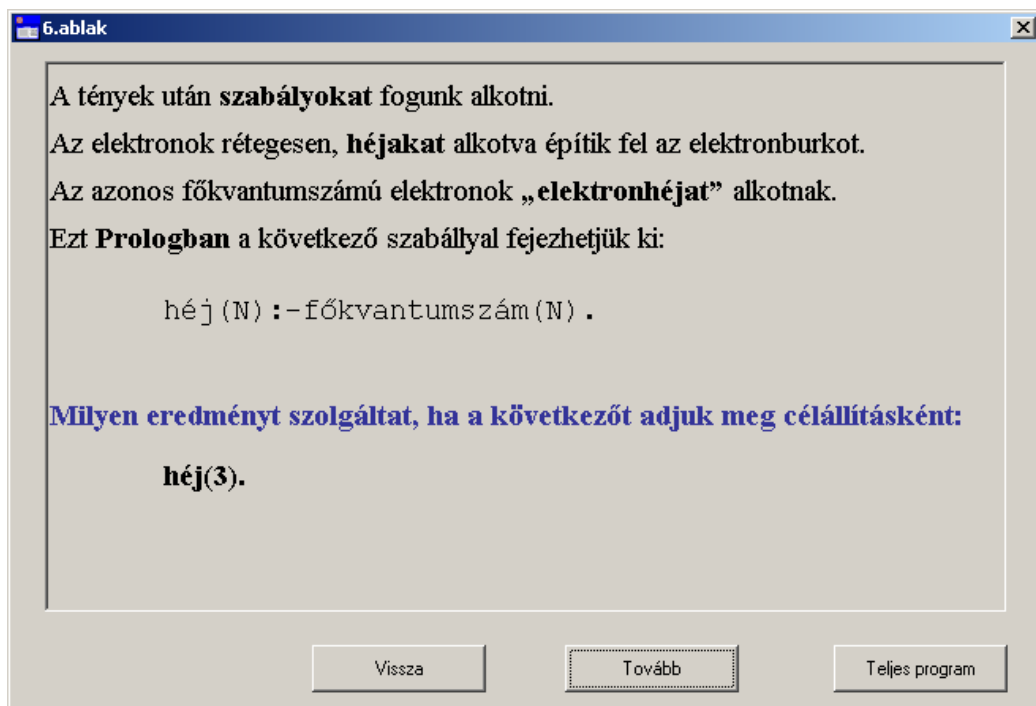 6.ablak
A tények után szabályokat fogunk alkotni.
Az elektronok rétegesen, héjakat alkotva építik fel az elektronburkot.
Az azonos főkvantumszámú elektronok „elektronhéjat” alkotnak.
Ezt Prologban a következő szabállyal fejezhetjük ki:
héj(N):-főkvantumszám(N).
Milyen eredményt szolgáltat, ha a következőt adjuk meg célállításként:
héj(3).
Vissza Tovább Teljes program